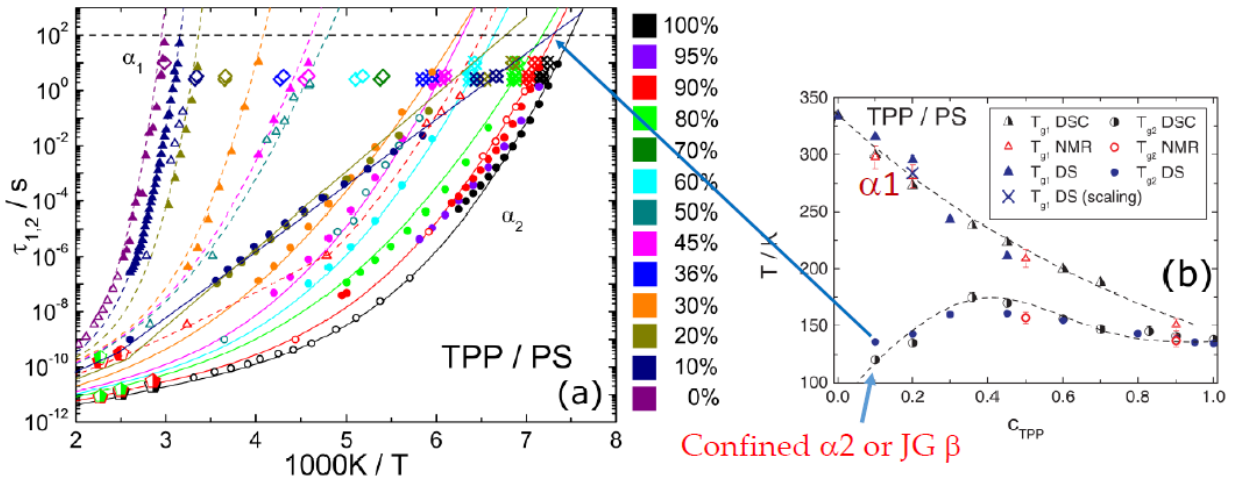 10²
10⁰
10⁻²
10⁻⁴
10⁻⁶
10⁻⁸
10⁻¹⁰
10⁻¹²
τ₁,₂ / s
α₁
α₂
TPP / PS
(a)
2 3 4 5 6 7 8
1000K / T
100%
95%
90%
80%
70%
60%
50%
45%
36%
30%
20%
10%
0%
350
300
250
200
150
100
T / K
TPP / PS
Tg1 DSC
Tg2 DSC
Tg1 NMR
Tg2 NMR
Tg1 DS
Tg2 DS
Tg1 DS (scaling)
α1
(b)
0.0 0.2 0.4 0.6 0.8 1.0
cTPP
Confined α2 or JG β